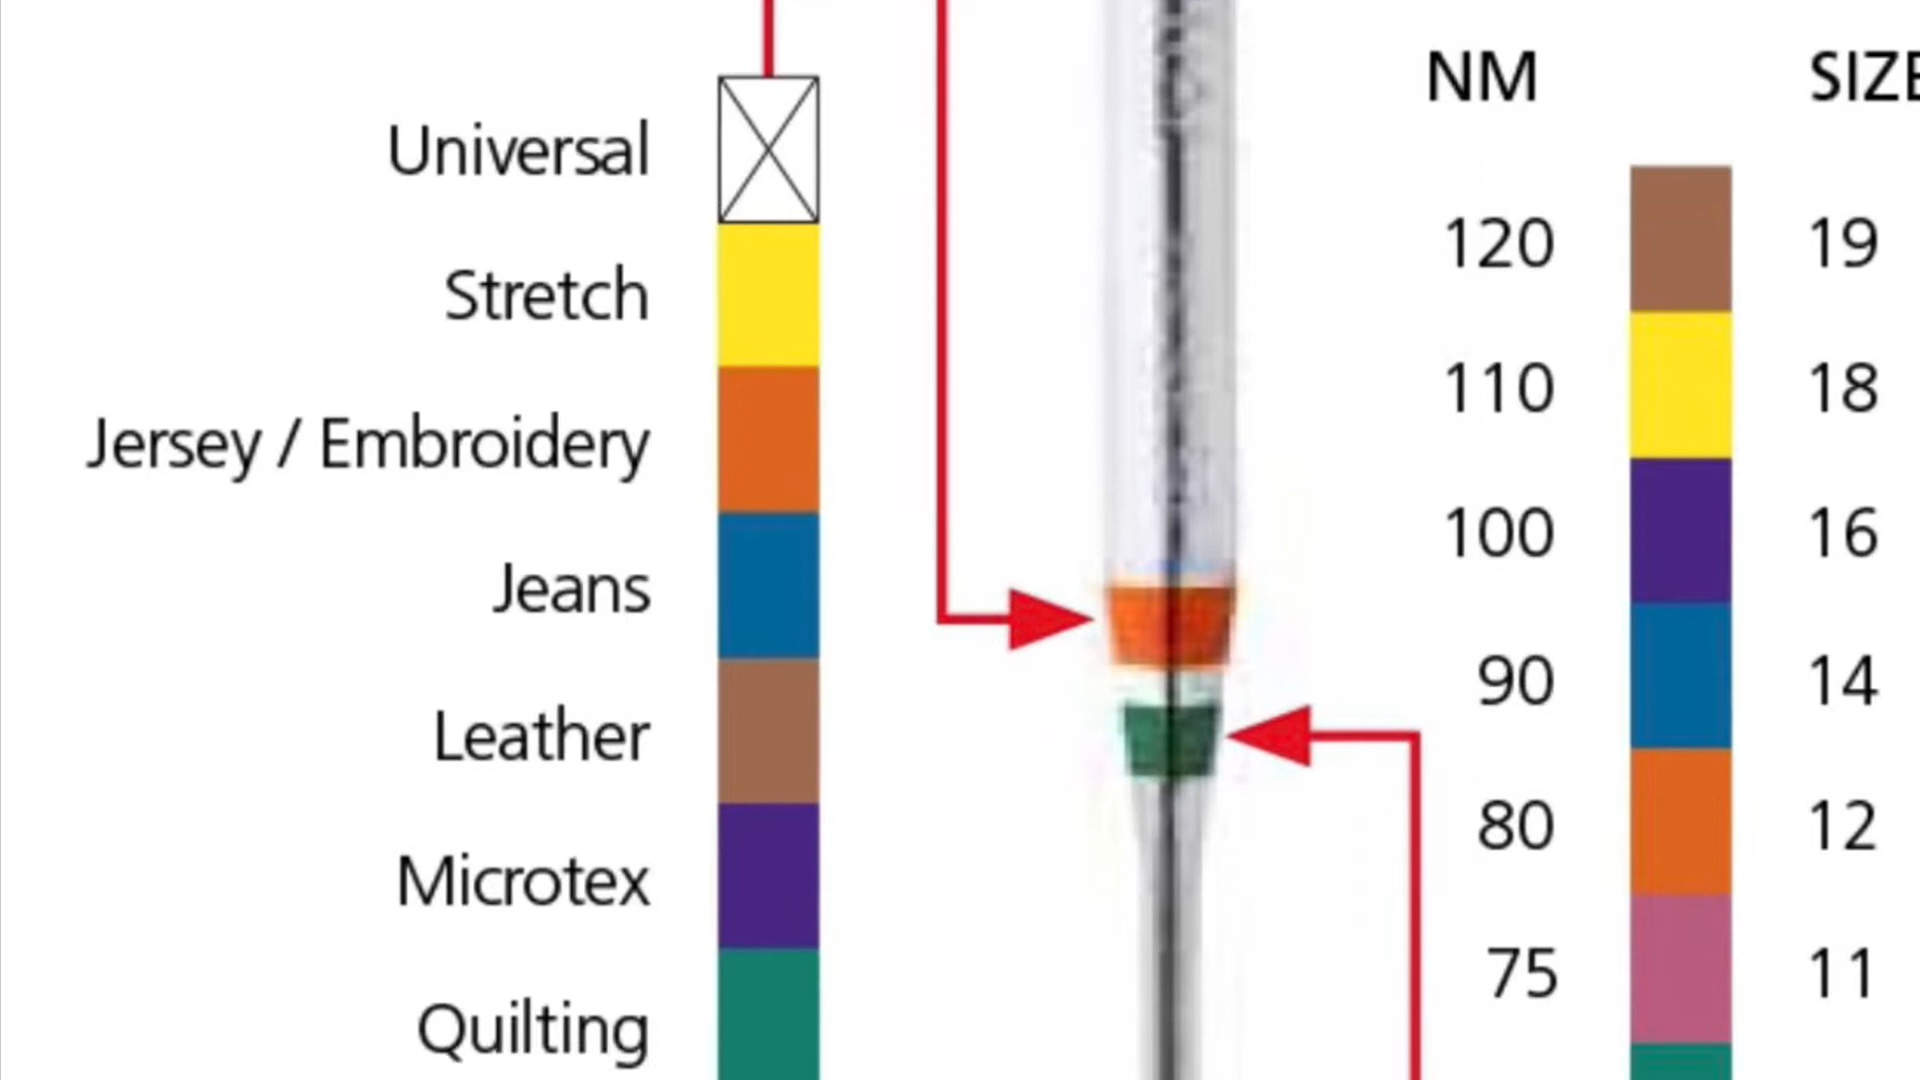 NM SIZE
Universal
120 19
Stretch
110 18
Jersey / Embroidery
100 16
Jeans
90 14
Leather
80 12
Microtex
75 11
Quilting